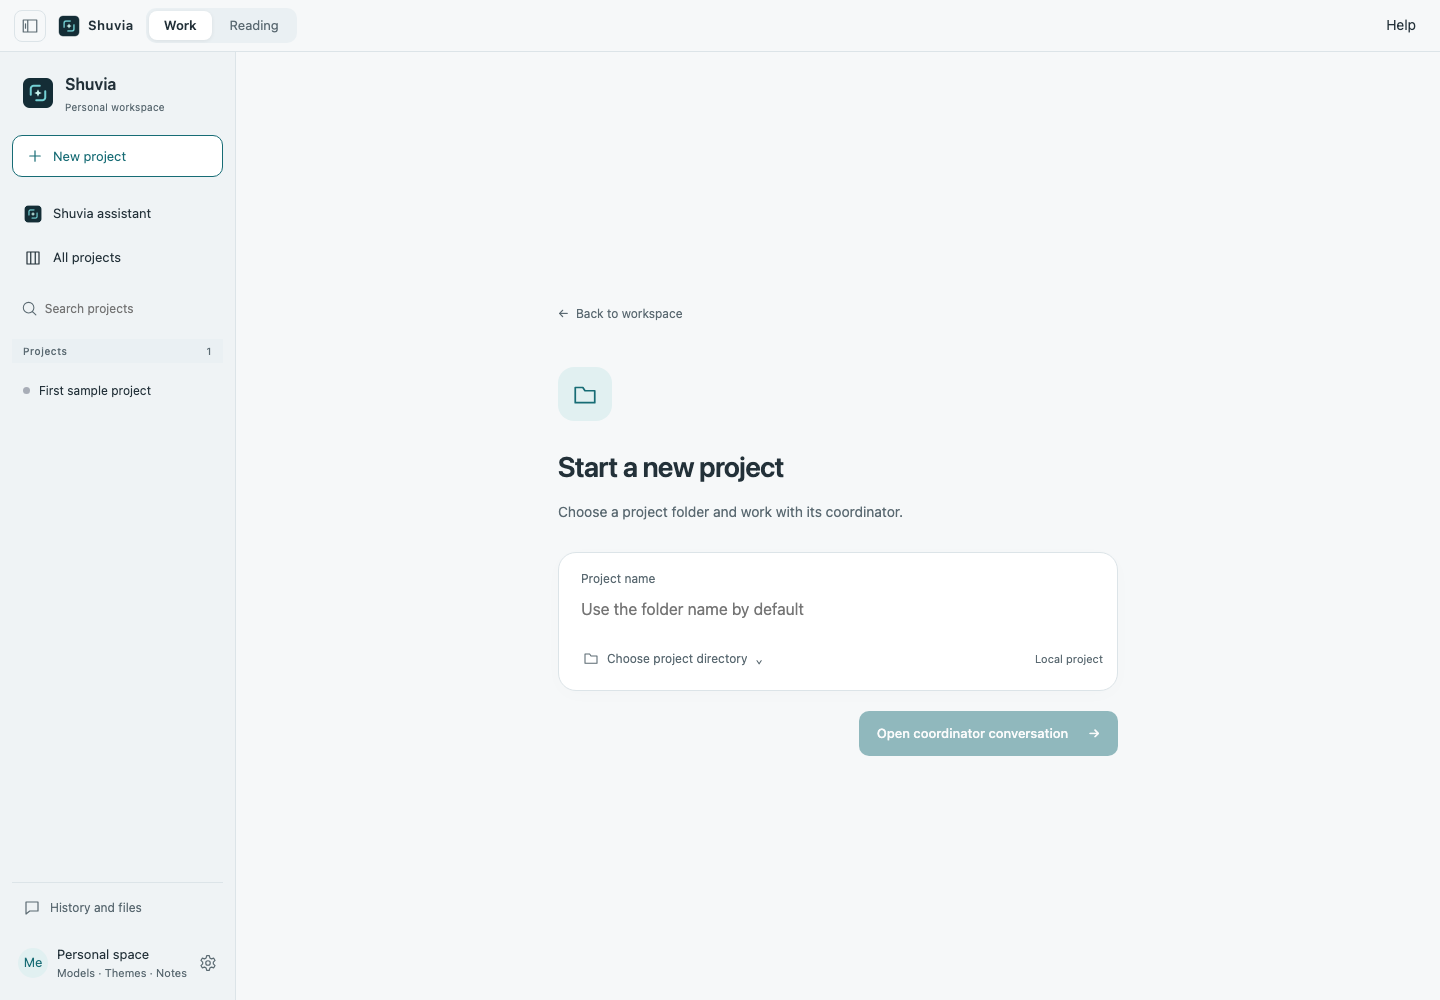 Shuvia
Work
Reading
Help
Shuvia
Personal workspace
New project
Shuvia assistant
All projects
Search projects
Projects 1
First sample project
Back to workspace
Start a new project
Choose a project folder and work with its coordinator.
Project name
Use the folder name by default
Choose project directory
Local project
Open coordinator conversation
History and files
Me
Personal space
Models · Themes · Notes